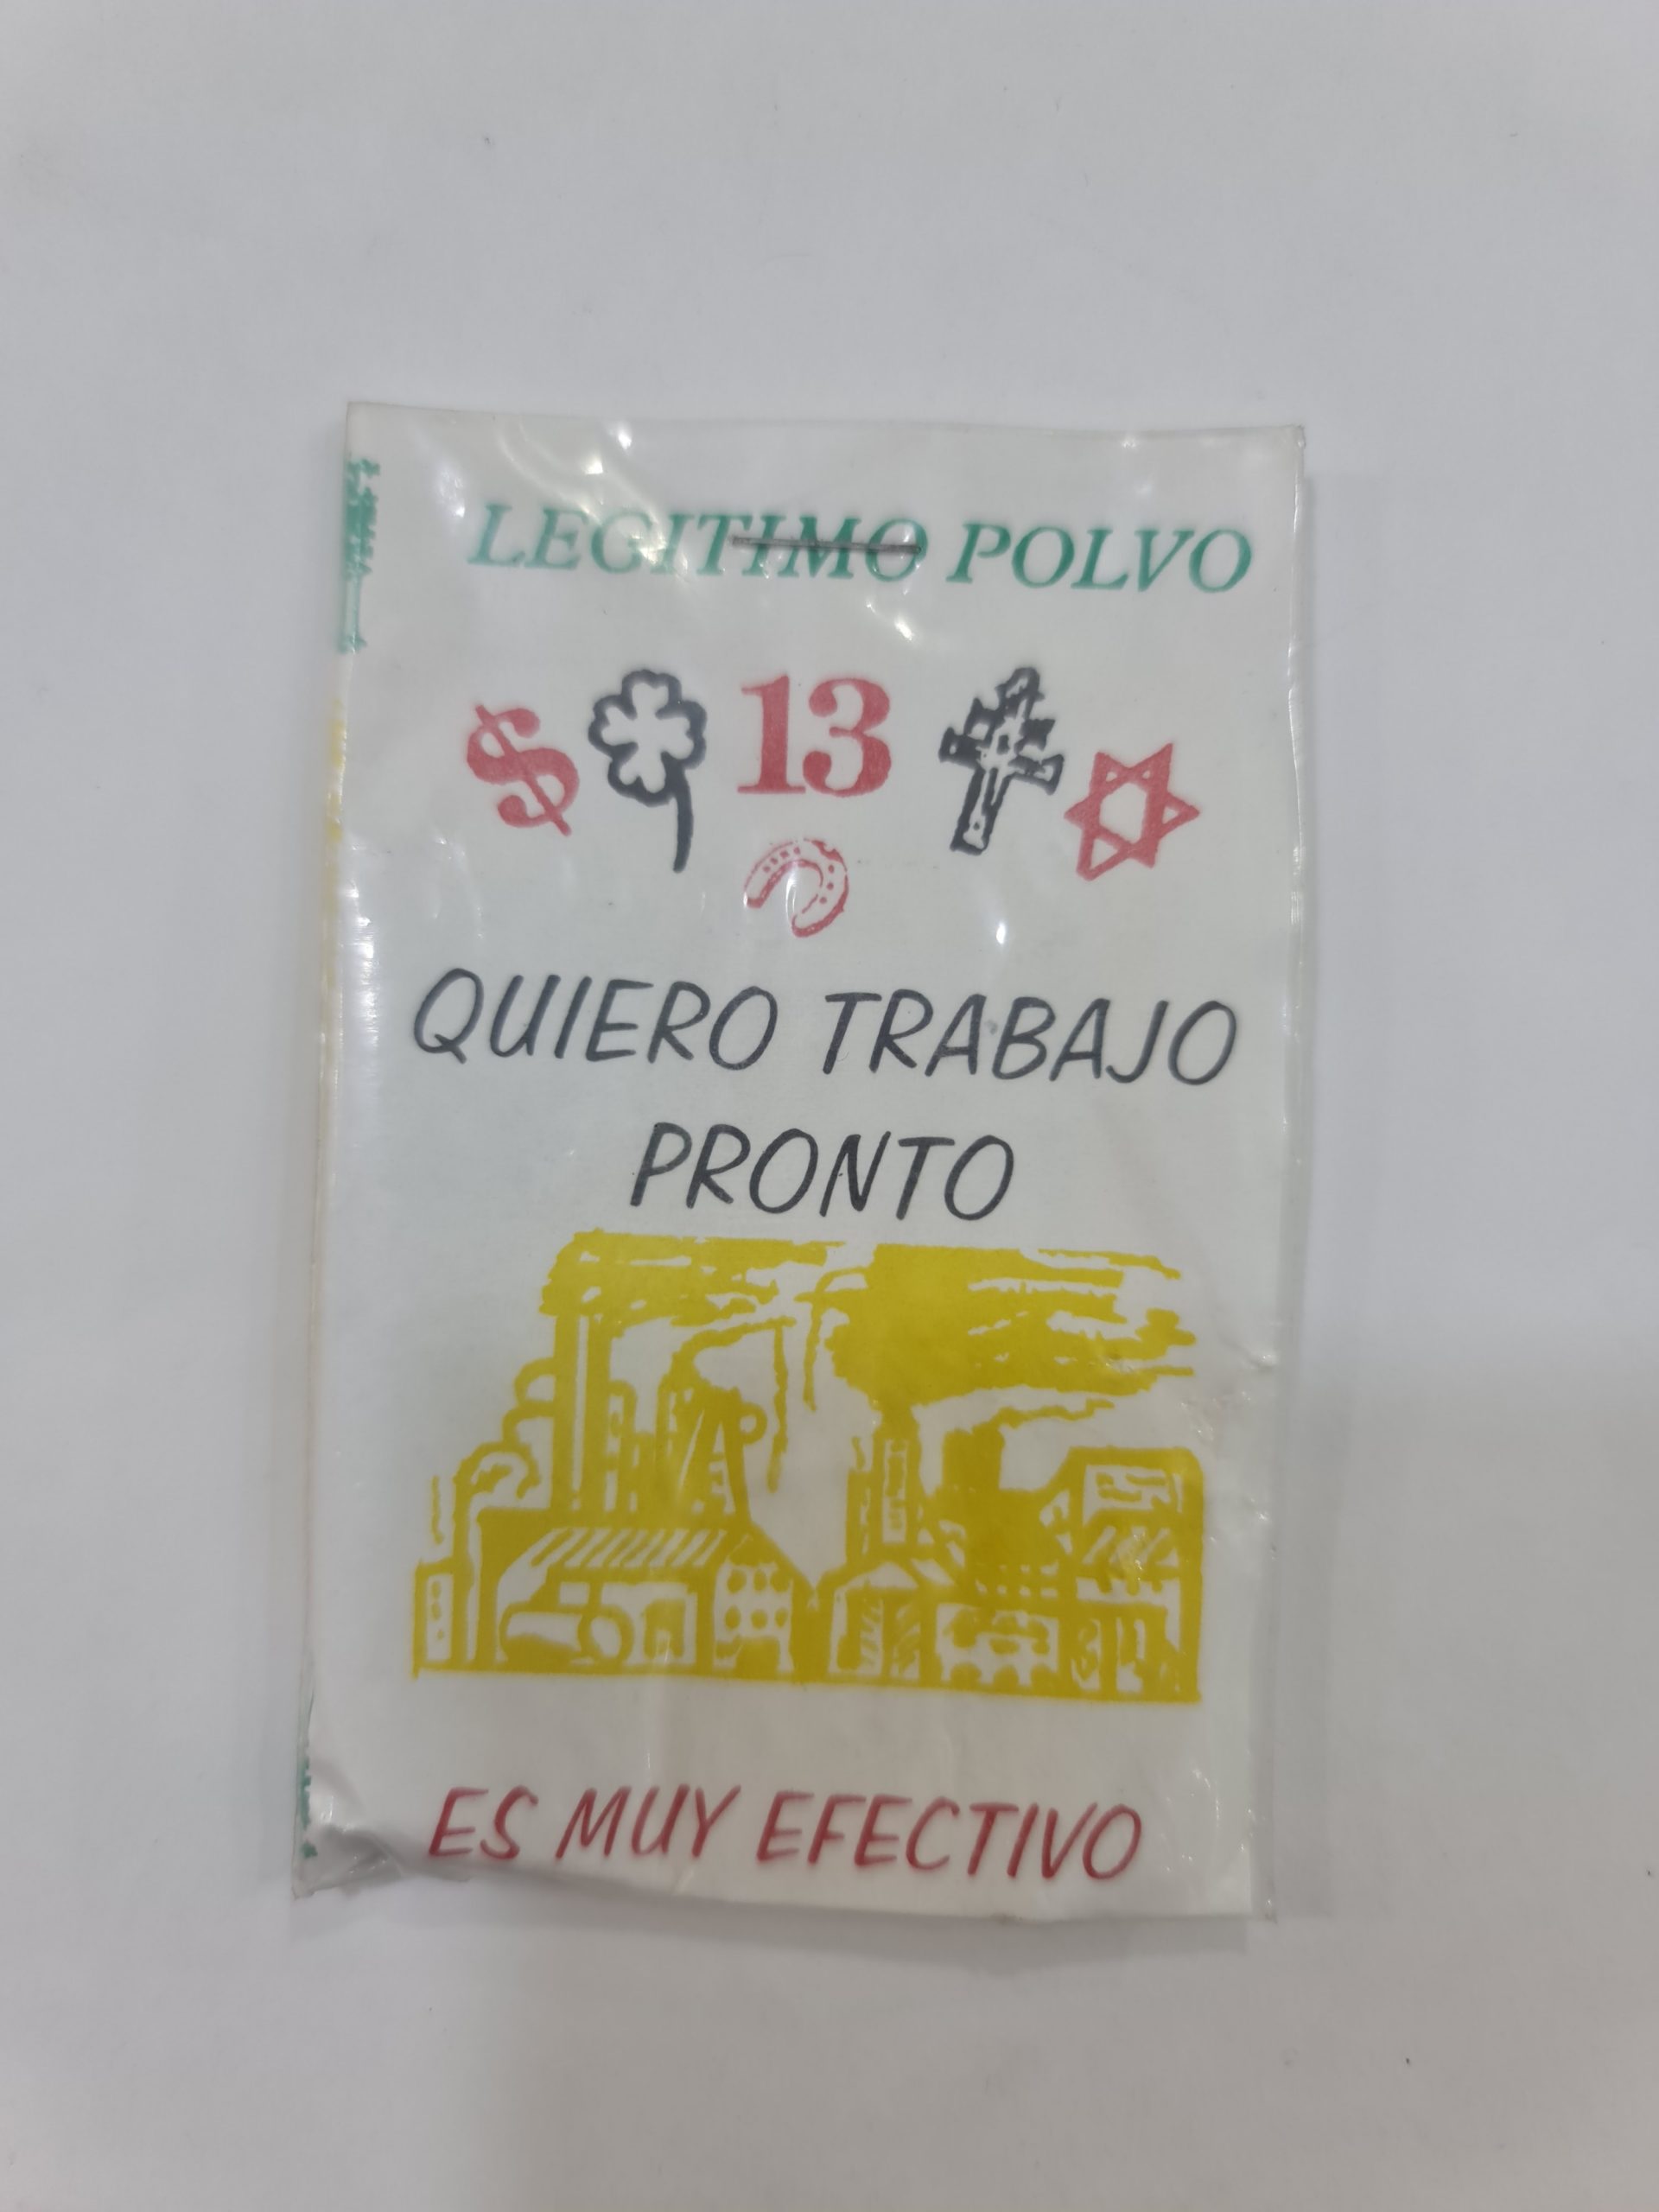 LEGITIMO POLVO
$ 13
QUIERO TRABAJO
PRONTO
ES MUY EFECTIVO